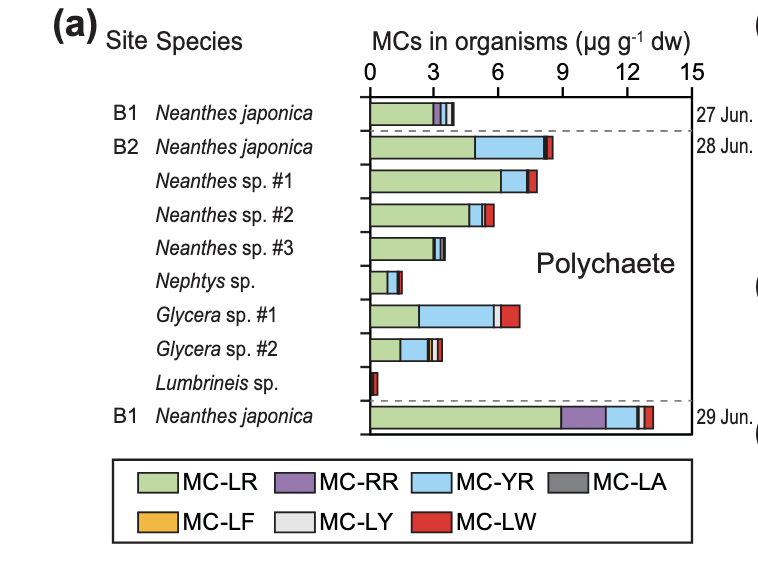 (a) Site Species MCs in organisms (µg g⁻¹ dw)
0 3 6 9 12 15
B1 Neanthes japonica 27 Jun.
B2 Neanthes japonica 28 Jun.
Neanthes sp. #1
Neanthes sp. #2
Neanthes sp. #3
Polychaete
Nephtys sp.
Glycera sp. #1
Glycera sp. #2
Lumbrineis sp.
B1 Neanthes japonica 29 Jun.
MC-LR MC-RR MC-YR MC-LA
MC-LF MC-LY MC-LW